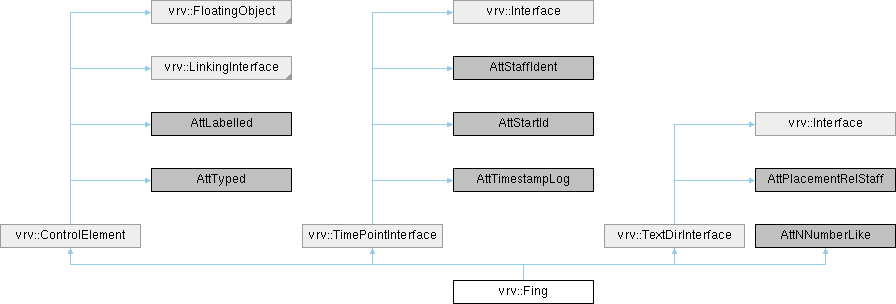 vrv::FloatingObject
vrv::Interface
vrv::LinkingInterface
AttStaffIdent
AttLabelled
AttStartId
vrv::Interface
AttTyped
AttTimestampLog
AttPlacementRelStaff
vrv::ControlElement
vrv::TimePointInterface
vrv::TextDirInterface
AttNNumberLike
vrv::Fing